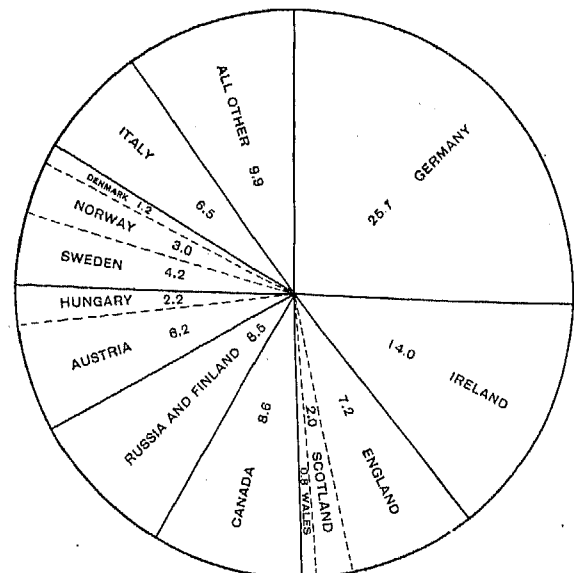 GERMANY
25.7
IRELAND
14.0
ENGLAND
7.2
SCOTLAND
2.0
0.8 WALES
CANADA
8.6
RUSSIA AND FINLAND 8.5
AUSTRIA 6.2
HUNGARY 2.2
SWEDEN 4.2
NORWAY 3.0
DENMARK 1.2
ITALY
6.5
ALL OTHER
9.9